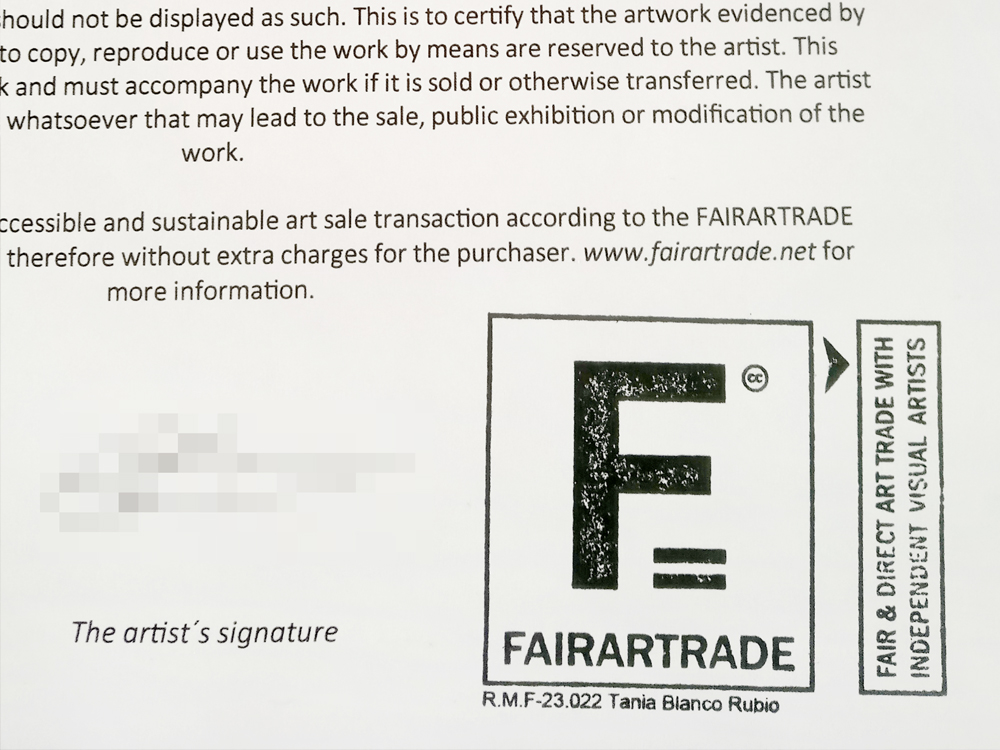 should not be displayed as such. This is to certify that the artwork evidenced by
to copy, reproduce or use the work by means are reserved to the artist. This
k and must accompany the work if it is sold or otherwise transferred. The artist
whatsoever that may lead to the sale, public exhibition or modification of the
work.
ccessible and sustainable art sale transaction according to the FAIRARTRADE
therefore without extra charges for the purchaser. www.fairartrade.net for
more information.
The artist´s signature
F
cc
FAIRARTRADE
R.M.F-23.022 Tania Blanco Rubio
FAIR & DIRECT ART TRADE WITH
INDEPENDENT VISUAL ARTISTS